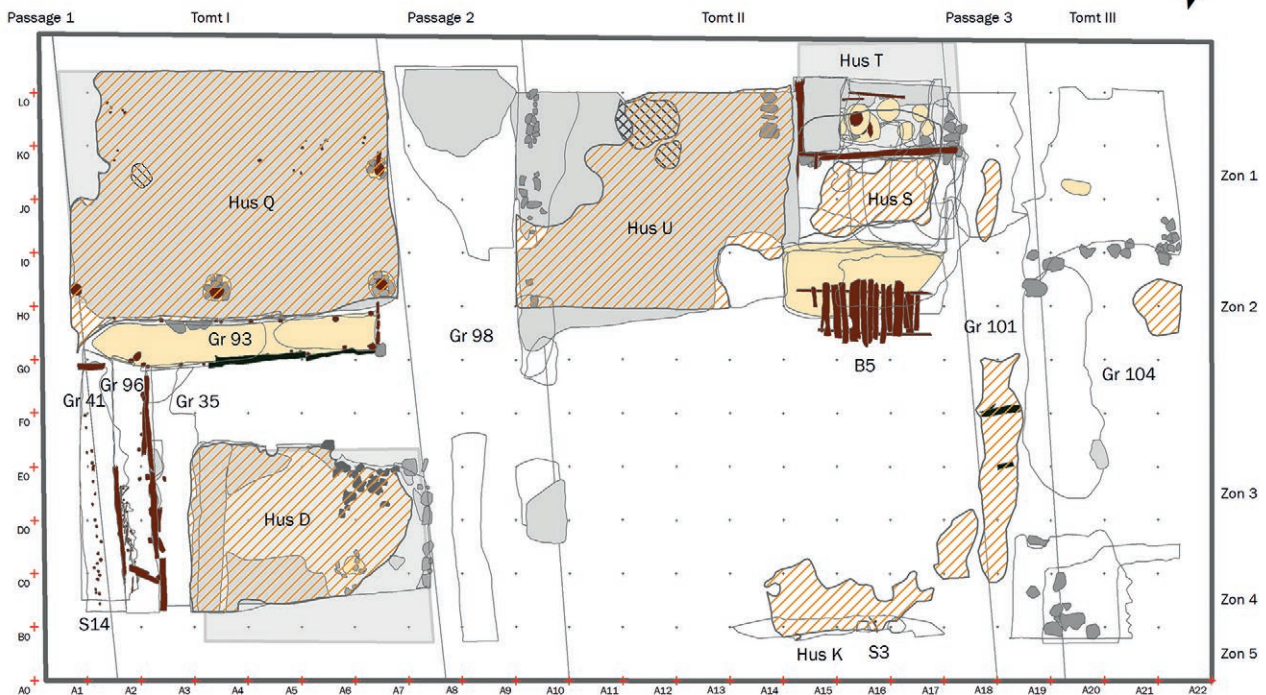 Passage 1 Tomt I Passage 2 Tomt II Passage 3 Tomt III
Hus T
L0
K0
Zon 1
J0
Hus Q
Hus S
Hus U
I0
H0
Zon 2
Gr 93
Gr 98
Gr 101
G0
B5
Gr 96
Gr 104
Gr 41
Gr 35
F0
E0
Zon 3
Hus D
D0
C0
Zon 4
S14
B0
Hus K S3
Zon 5
A0 A1 A2 A3 A4 A5 A6 A7 A8 A9 A10 A11 A12 A13 A14 A15 A16 A17 A18 A19 A20 A21 A22